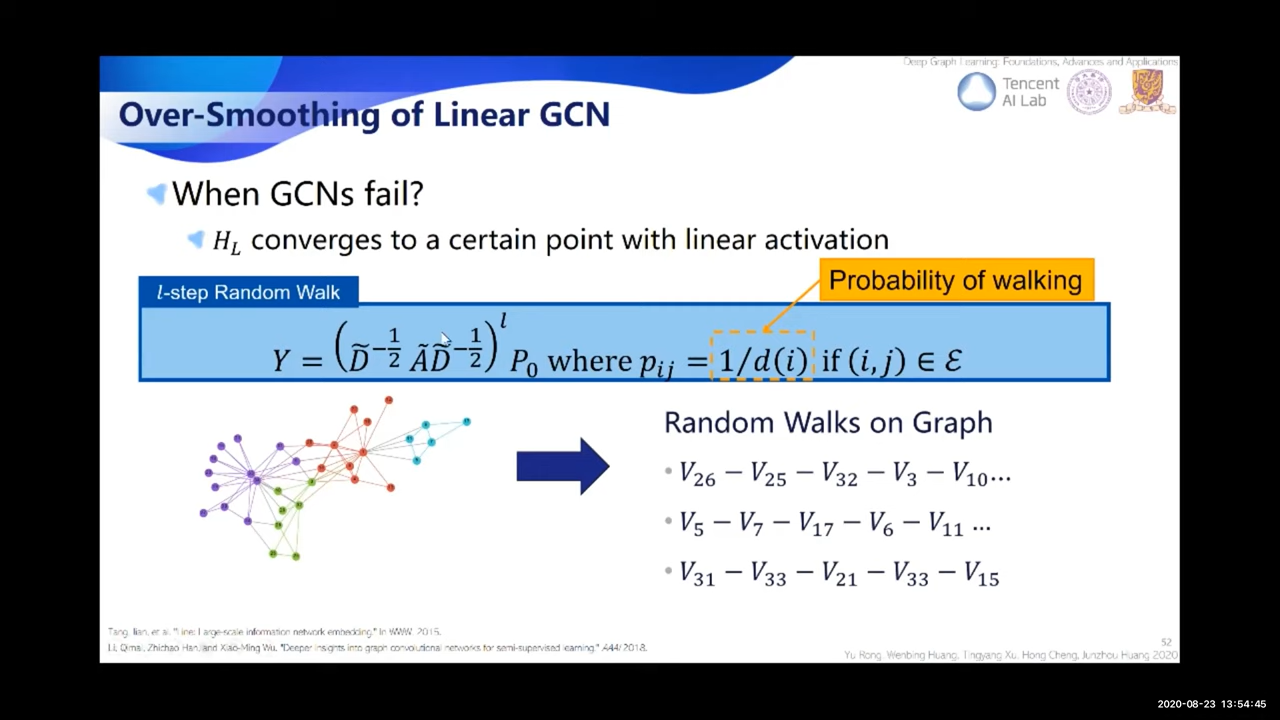 Deep Graph Learning: Foundations, Advances and Applications
Tencent
AI Lab
Over-Smoothing of Linear GCN
When GCNs fail?
H_L converges to a certain point with linear activation
Probability of walking
l-step Random Walk
Y = (D̃^{-1/2} ÃD̃^{-1/2})^l P_0 where p_{ij} = 1/d(i) if (i, j) ∈ ℰ
Random Walks on Graph
• V_26 − V_25 − V_32 − V_3 − V_10...
• V_5 − V_7 − V_17 − V_6 − V_11 ...
• V_31 − V_33 − V_21 − V_33 − V_15
Tang, Jian, et al. "Line: Large-scale information network embedding." In WWW. 2015.
Li, Qimai, Zhichao Han, and Xiao-Ming Wu. "Deeper insights into graph convolutional networks for semi-supervised learning." AAAI 2018.
52
Yu Rong, Wenbing Huang, Tingyang Xu, Hong Cheng, Junzhou Huang 2020
2020-08-23 13:54:45